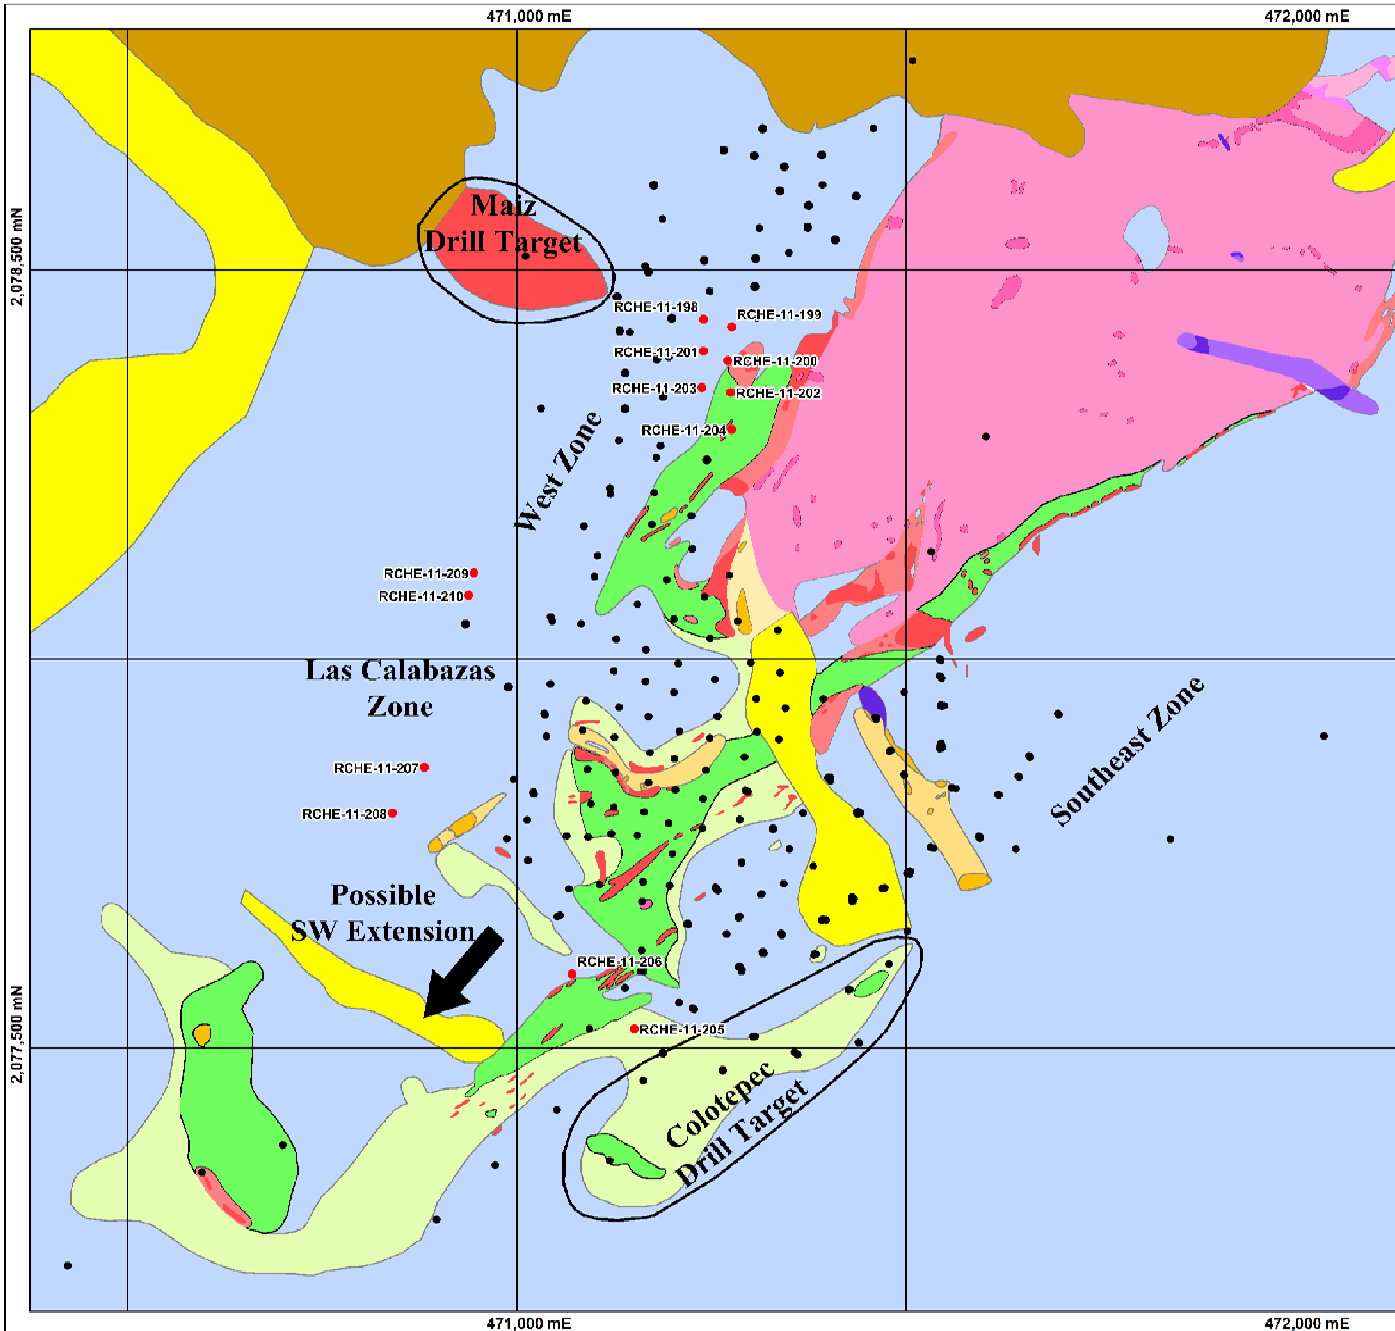 471,000 mE
472,000 mE
2,078,500 mN
Maiz
Drill Target
RCHE-11-198
RCHE-11-199
RCHE-11-201
RCHE-11-200
RCHE-11-203
RCHE-11-202
RCHE-11-204
West Zone
RCHE-11-209
RCHE-11-210
Las Calabazas
Zone
Southeast Zone
RCHE-11-207
RCHE-11-208
Possible
SW Extension
RCHE-11-206
RCHE-11-205
2,077,500 mN
Colotepec
Drill Target
471,000 mE
472,000 mE